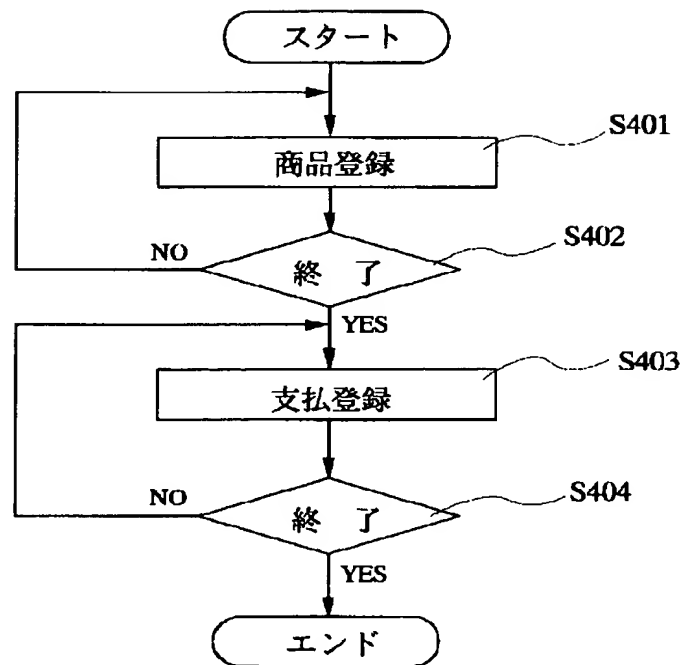 スタート
S401
商品登録
S402
NO
終 了
YES
S403
支払登録
S404
NO
終 了
YES
エンド